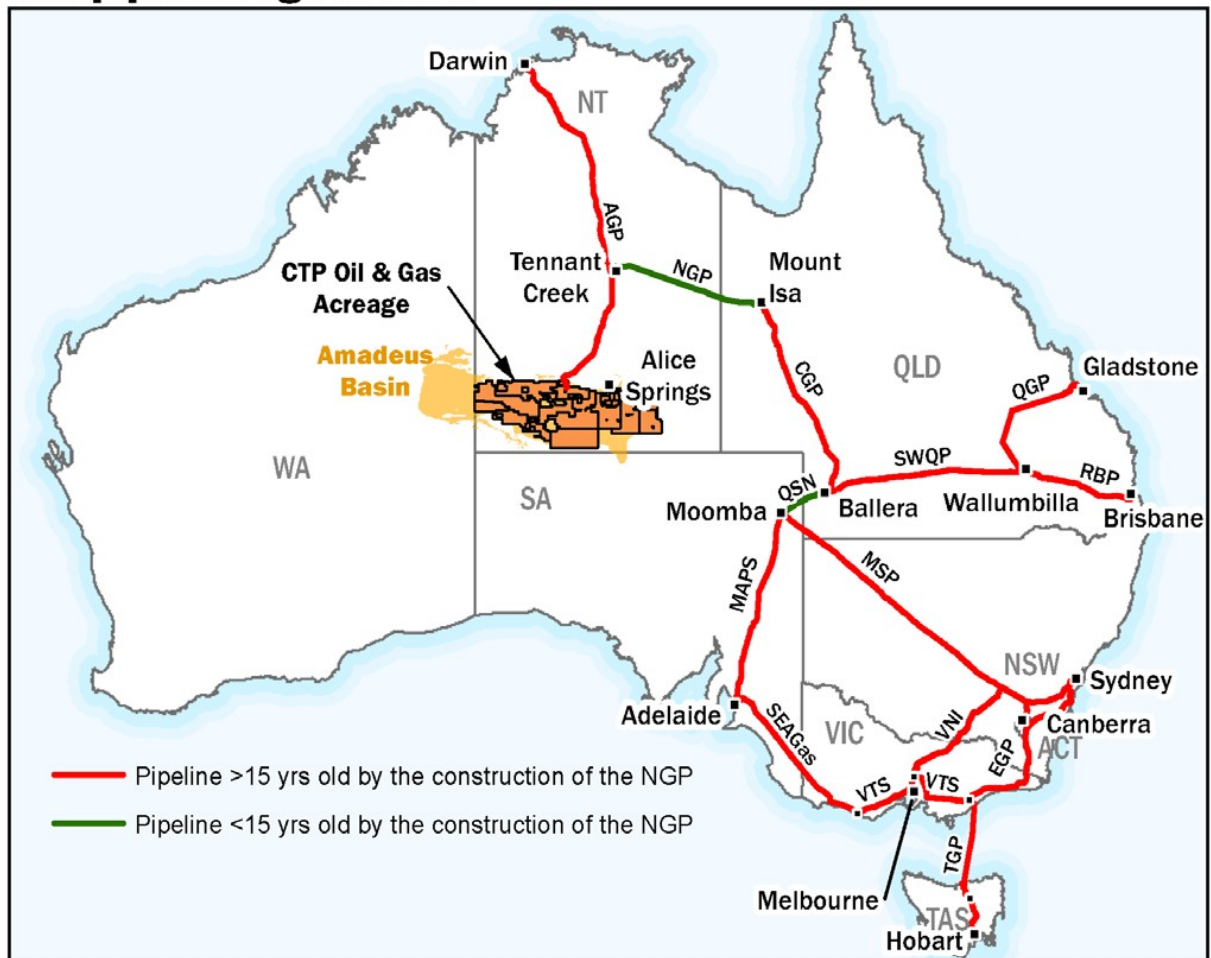 Darwin
NT
AGP
Tennant
Creek
NGP
Mount
Isa
CTP Oil & Gas
Acreage
Amadeus
Basin
Alice
Springs
CGP
QLD
Gladstone
QGP
WA
SA
SWQP
RBP
QSN
Moomba
Ballera
Wallumbilla
Brisbane
MAPS
MSP
NSW
Sydney
Adelaide
SEAGas
VIC
VNI
Canberra
ACT
EGP
VTS
VTS
Pipeline >15 yrs old by the construction of the NGP
Pipeline <15 yrs old by the construction of the NGP
TGP
Melbourne
TAS
Hobart